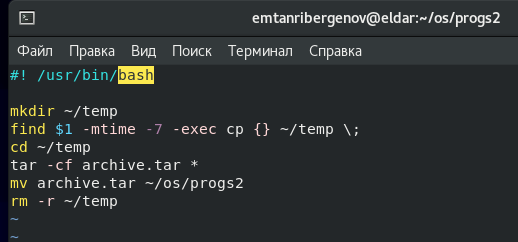 emtanribergenov@eldar:~/os/progs2
Файл Правка Вид Поиск Терминал Справка
#! /usr/bin/bash
mkdir ~/temp
find $1 -mtime -7 -exec cp {} ~/temp \;
cd ~/temp
tar -cf archive.tar *
mv archive.tar ~/os/progs2
rm -r ~/temp
~
~